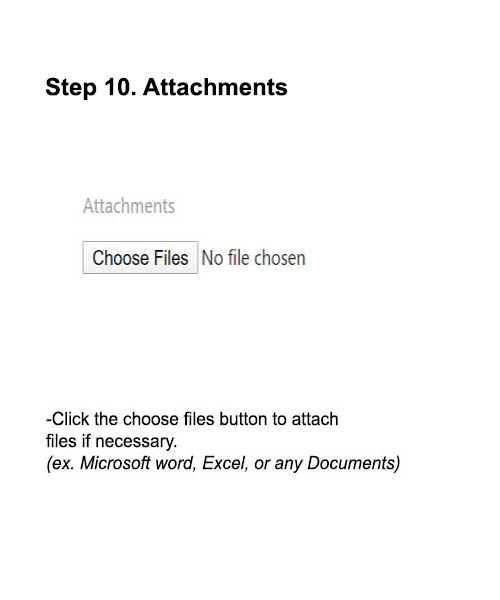 Step 10. Attachments
Attachments
Choose Files No file chosen
-Click the choose files button to attach
files if necessary.
(ex. Microsoft word, Excel, or any Documents)